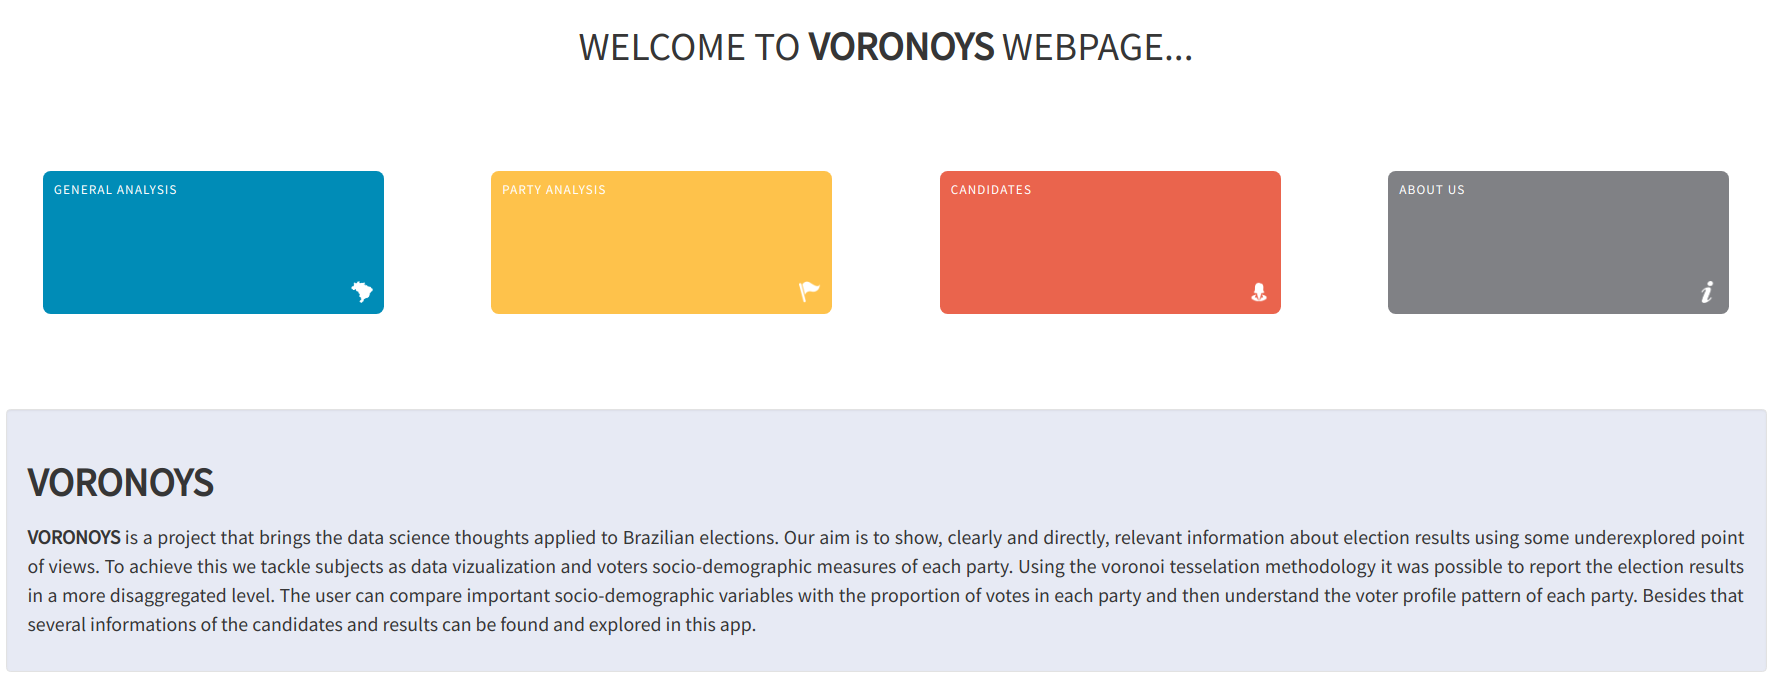 WELCOME TO VORONOYS WEBPAGE...
GENERAL ANALYSIS
PARTY ANALYSIS
CANDIDATES
ABOUT US
VORONOYS
VORONOYS is a project that brings the data science thoughts applied to Brazilian elections. Our aim is to show, clearly and directly, relevant information about election results using some underexplored point
of views. To achieve this we tackle subjects as data vizualization and voters socio-demographic measures of each party. Using the voronoi tesselation methodology it was possible to report the election results
in a more disaggregated level. The user can compare important socio-demographic variables with the proportion of votes in each party and then understand the voter profile pattern of each party. Besides that
several informations of the candidates and results can be found and explored in this app.